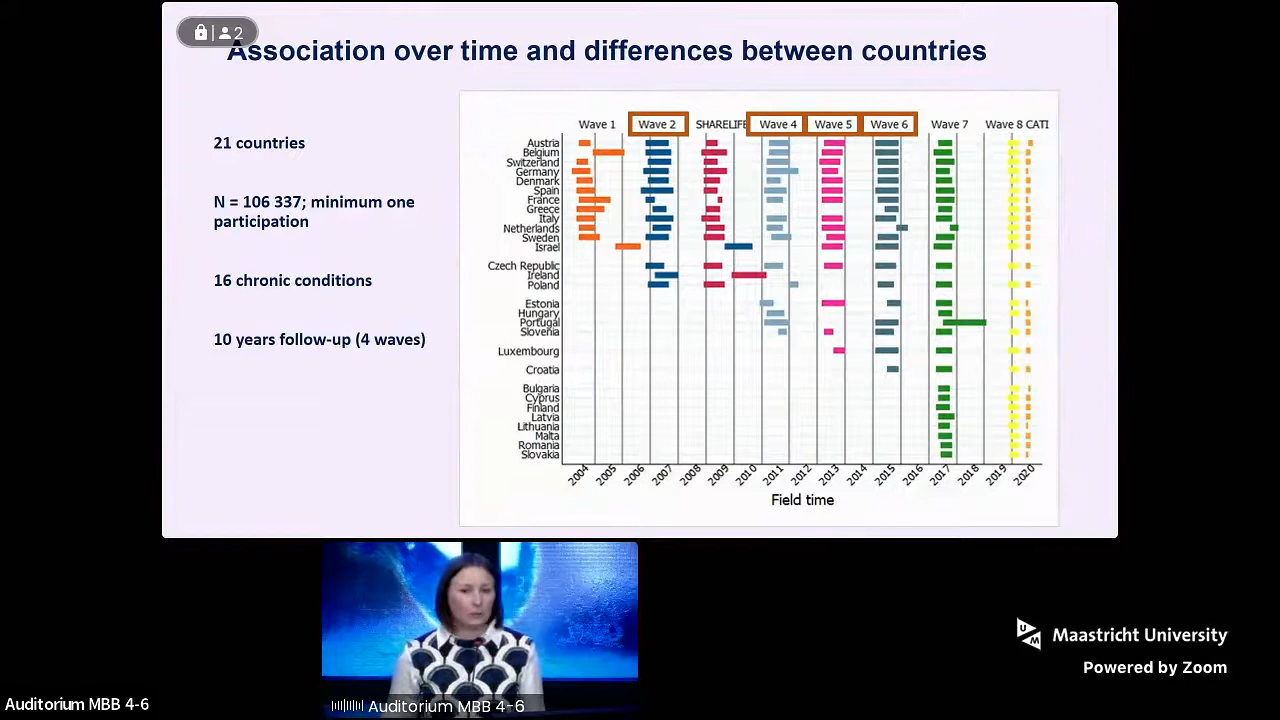 2
Association over time and differences between countries
21 countries
N = 106 337; minimum one
participation
16 chronic conditions
10 years follow-up (4 waves)
Wave 1 Wave 2 SHARELIFE Wave 4 Wave 5 Wave 6 Wave 7 Wave 8 CATI
Austria
Belgium
Switzerland
Germany
Denmark
Spain
France
Greece
Italy
Netherlands
Sweden
Israel
Czech Republic
Ireland
Poland
Estonia
Hungary
Portugal
Slovenia
Luxembourg
Croatia
Bulgaria
Cyprus
Finland
Latvia
Lithuania
Malta
Romania
Slovakia
2004 2005 2006 2007 2008 2009 2010 2011 2012 2013 2014 2015 2016 2017 2018 2019 2020
Field time
UM
Maastricht University
Powered by Zoom
Auditorium MBB 4-6
Auditorium MBB 4-6